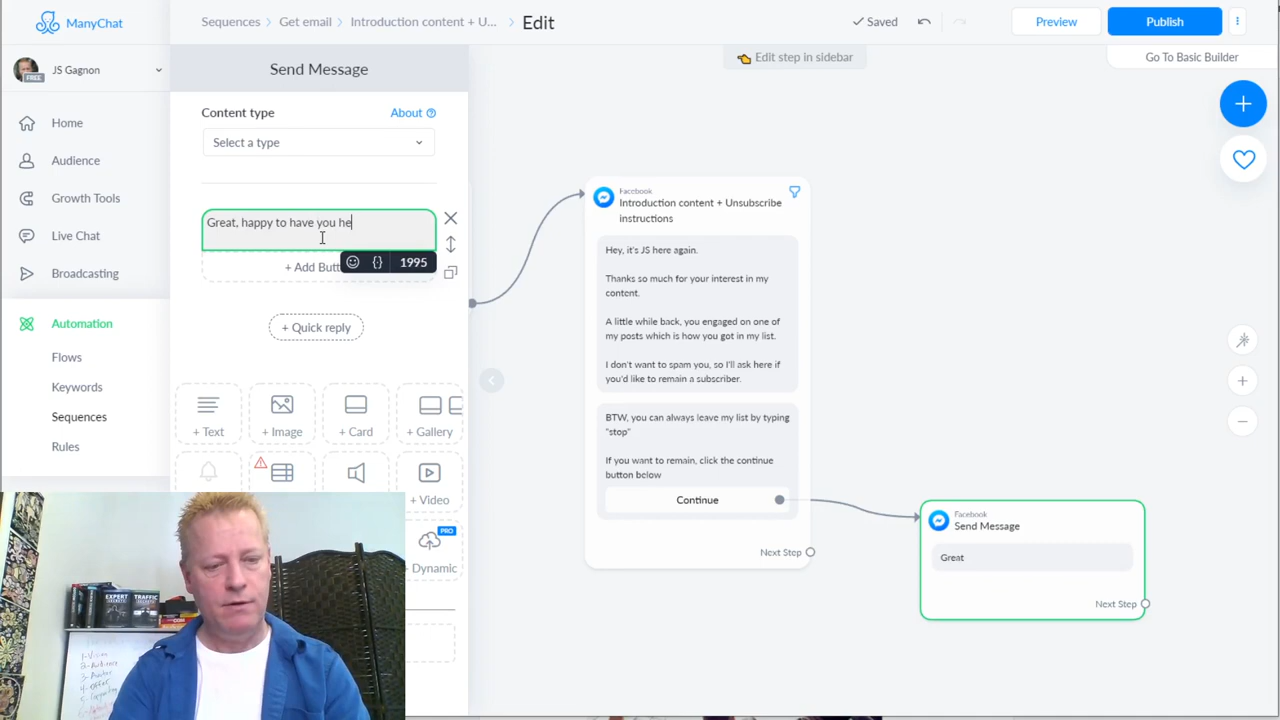 ManyChat
Sequences > Get email > Introduction content + U... > Edit
Saved
Preview
Publish
JS Gagnon
FREE
Send Message
👈 Edit step in sidebar
Go To Basic Builder
Home
Audience
Growth Tools
Live Chat
Broadcasting
Automation
Flows
Keywords
Sequences
Rules
Content type
About
Select a type
Great, happy to have you he
+ Add Butt
{} 1995
+ Quick reply
+ Text
+ Image
+ Card
+ Gallery
+ Video
PRO
Dynamic
Facebook
Introduction content + Unsubscribe
instructions
Hey, it's JS here again.
Thanks so much for your interest in my
content.
A little while back, you engaged on one of
my posts which is how you got in my list.
I don't want to spam you, so I'll ask here if
you'd like to remain a subscriber.
BTW, you can always leave my list by typing
"stop"
If you want to remain, click the continue
button below
Continue
Next Step
Facebook
Send Message
Great
Next Step
EXPERT
SECRETS
TRAFFIC
SECRETS